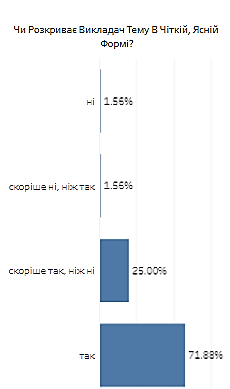 Чи Розкриває Викладач Тему В Чіткій, Ясній
Формі?
ні
1.56%
скоріше ні, ніж так
1.56%
скоріше так, ніж ні
25.00%
так
71.88%